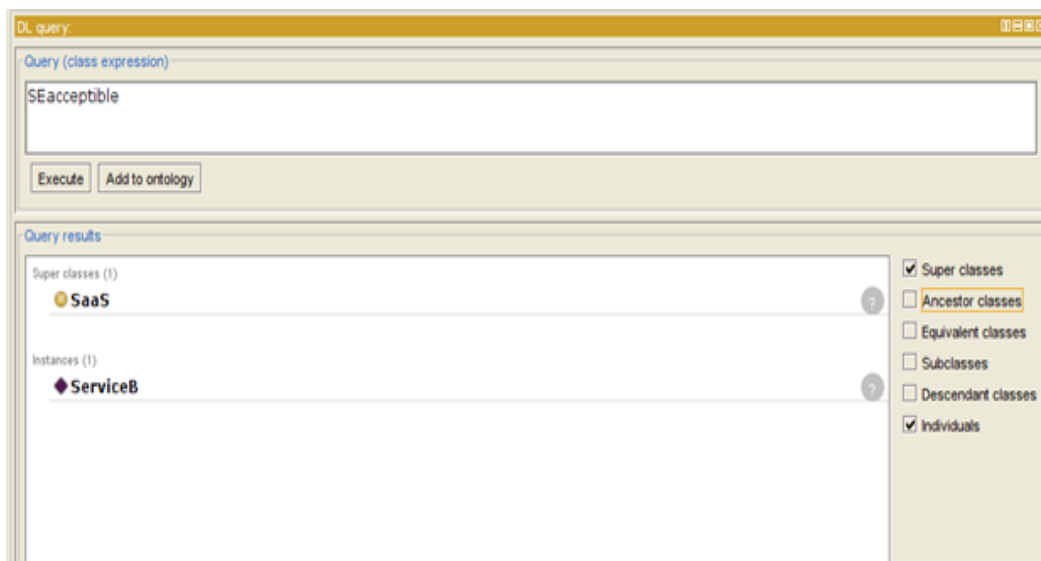 DL query:
Query (class expression)
SEacceptible
Execute Add to ontology
Query results
Super classes (1)
SaaS
?
Instances (1)
ServiceB
?
Super classes
Ancestor classes
Equivalent classes
Subclasses
Descendant classes
Individuals